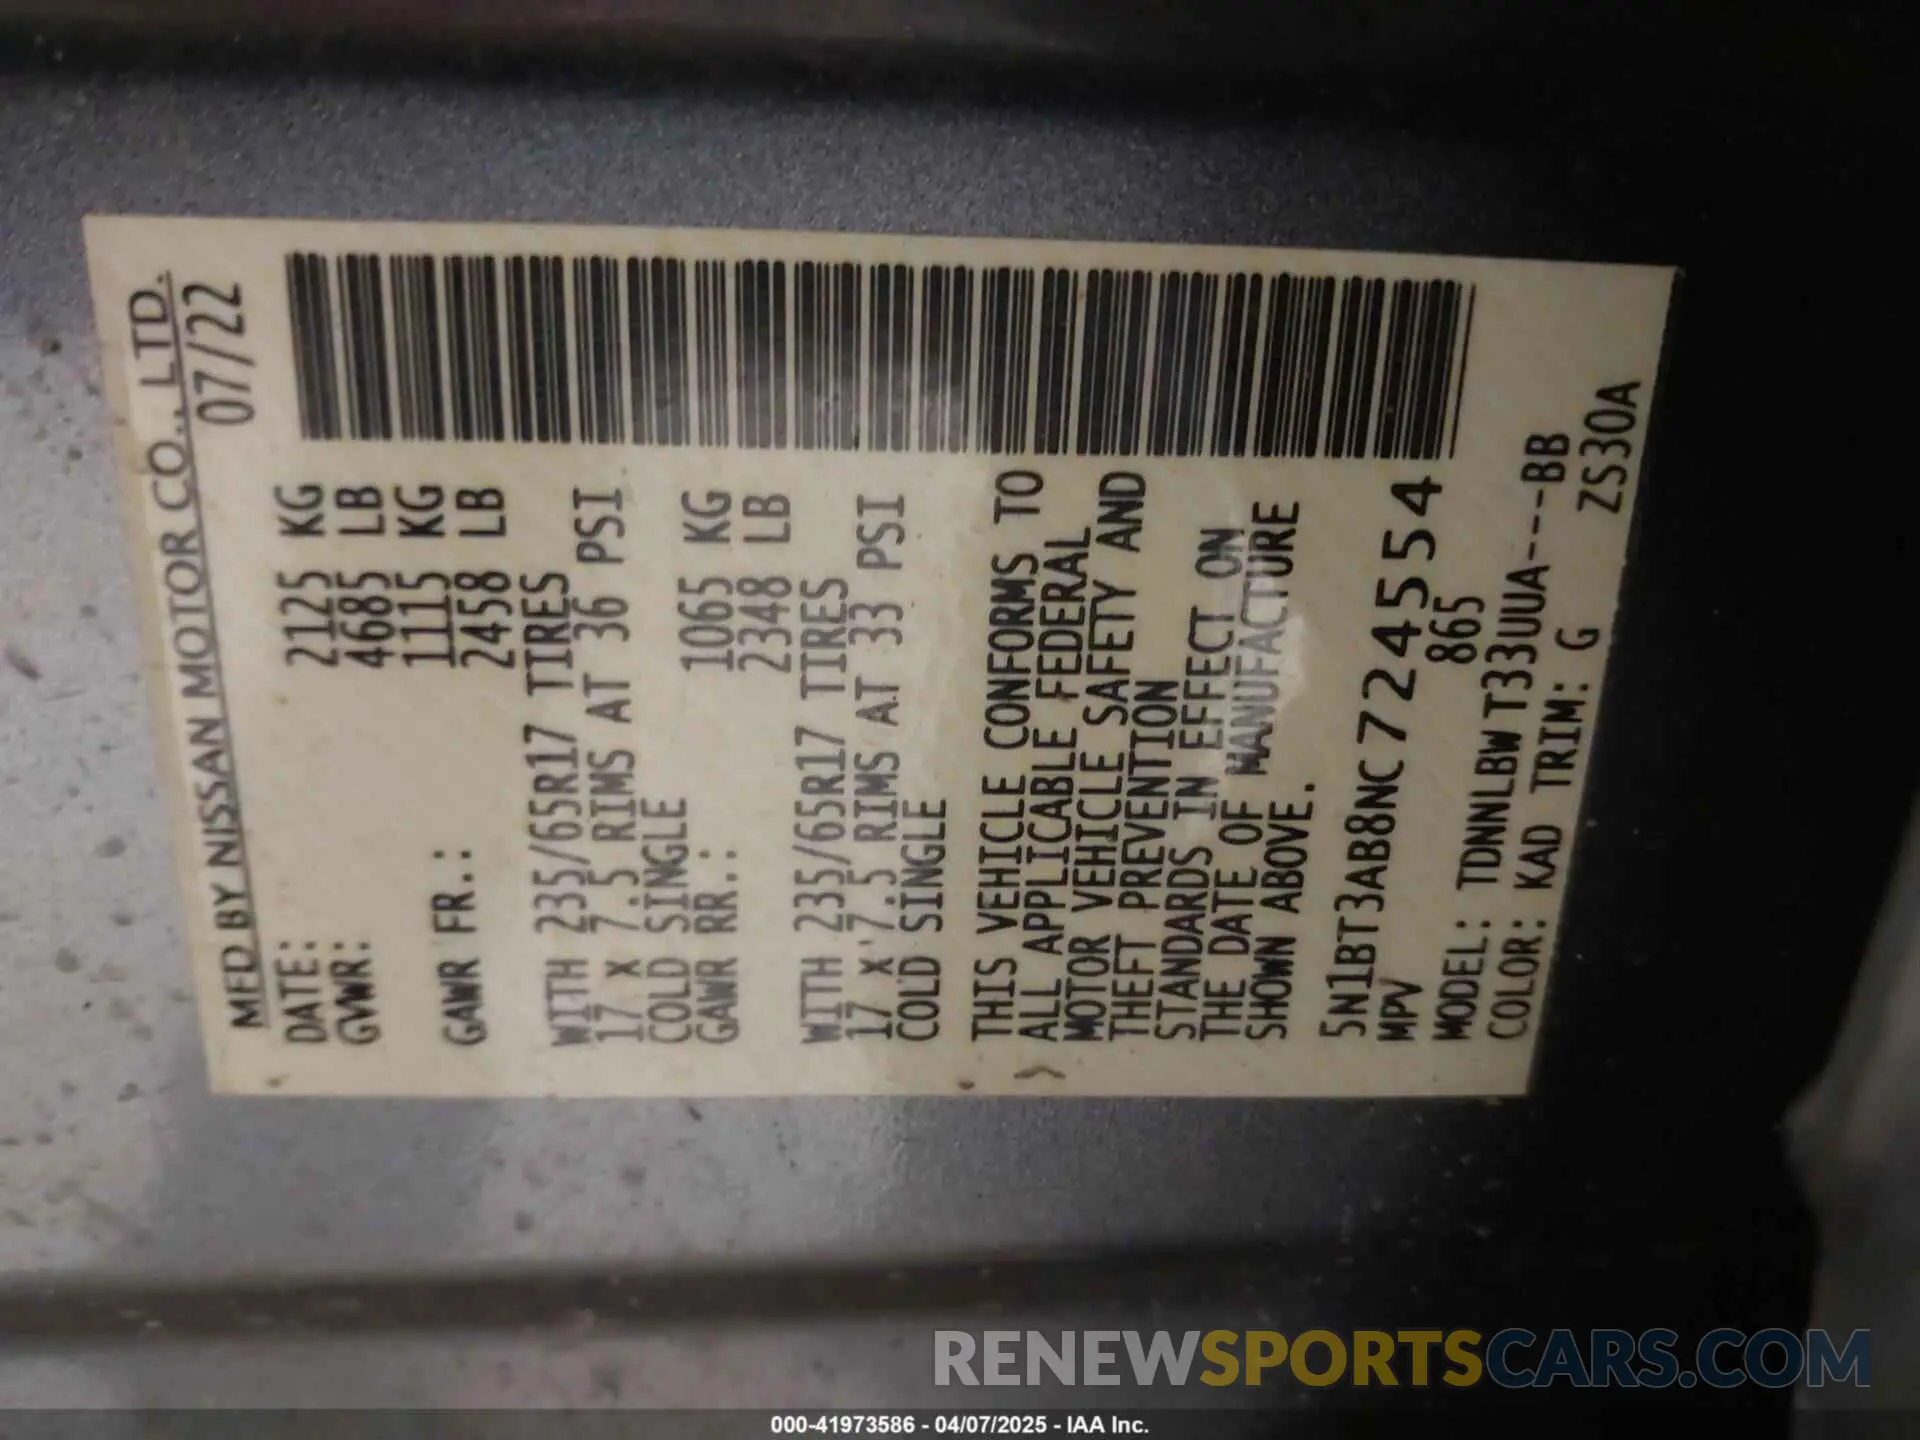 MFD BY NISSAN MOTOR CO., LTD.
DATE: 07/22
GVWR: 2125 KG
4685 LB
GAWR FR.: 1115 KG
2458 LB
WITH 235/65R17 TIRES
17 X 7.5 RIMS AT 36 PSI
COLD SINGLE
GAWR RR.: 1065 KG
2348 LB
WITH 235/65R17 TIRES
17 X 7.5 RIMS AT 33 PSI
COLD SINGLE
THIS VEHICLE CONFORMS TO
ALL APPLICABLE FEDERAL
MOTOR VEHICLE SAFETY AND
THEFT PREVENTION
STANDARDS IN EFFECT ON
THE DATE OF MANUFACTURE
SHOWN ABOVE.
5N1BT3AB8NC724554
MPV 865
MODEL: TDNNLBW T33UUA---BB
COLOR: KAD TRIM: G ZS30A
RENEWSPORTSCARS.COM
000-41973586 - 04/07/2025 - IAA Inc.